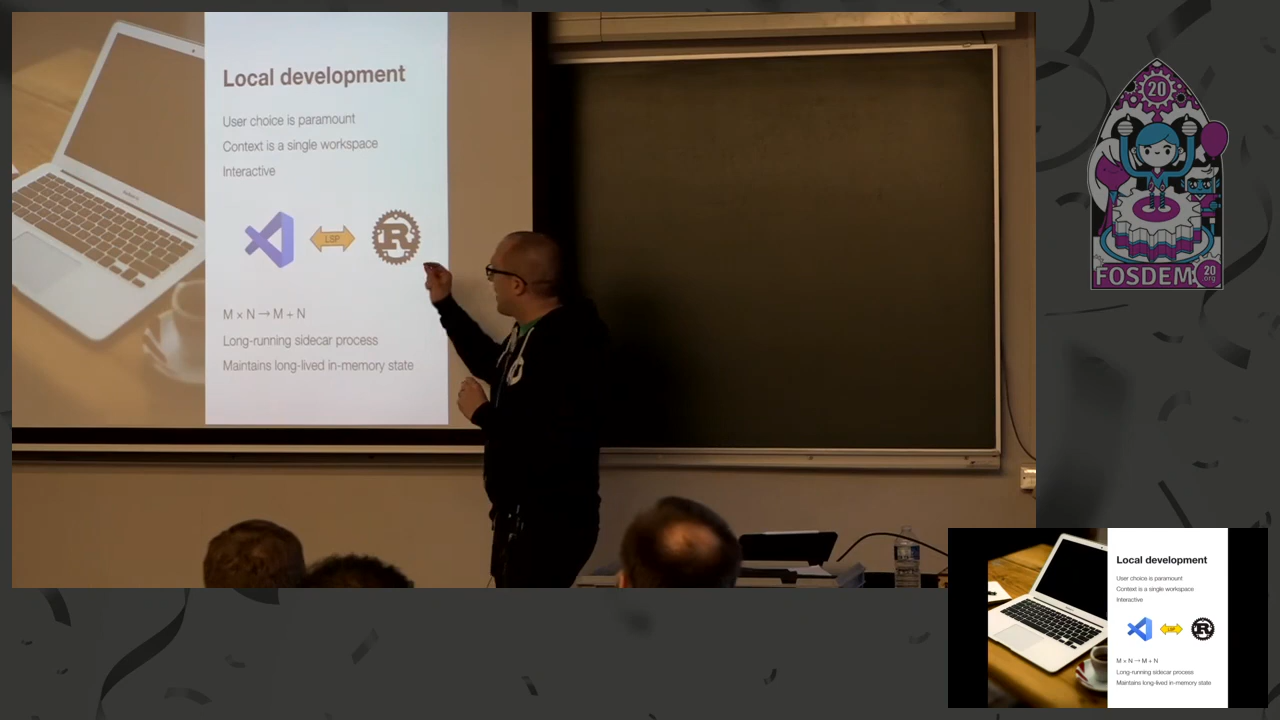 Local development
User choice is paramount
Context is a single workspace
Interactive
LSP
R
M × N → M + N
Long-running sidecar process
Maintains long-lived in-memory state
20
FOSDEM
20
org
Local development
User choice is paramount
Context is a single workspace
Interactive
LSP
R
M × N → M + N
Long-running sidecar process
Maintains long-lived in-memory state